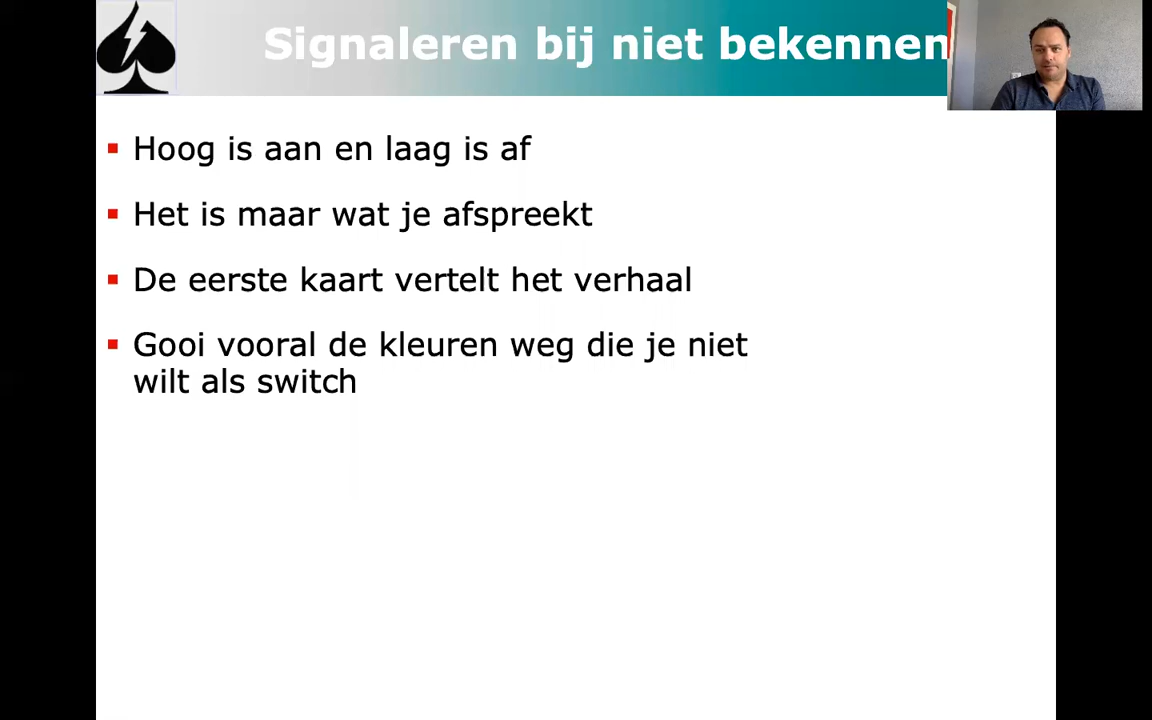 Signaleren bij niet bekennen
Hoog is aan en laag is af
Het is maar wat je afspreekt
De eerste kaart vertelt het verhaal
Gooi vooral de kleuren weg die je niet
wilt als switch